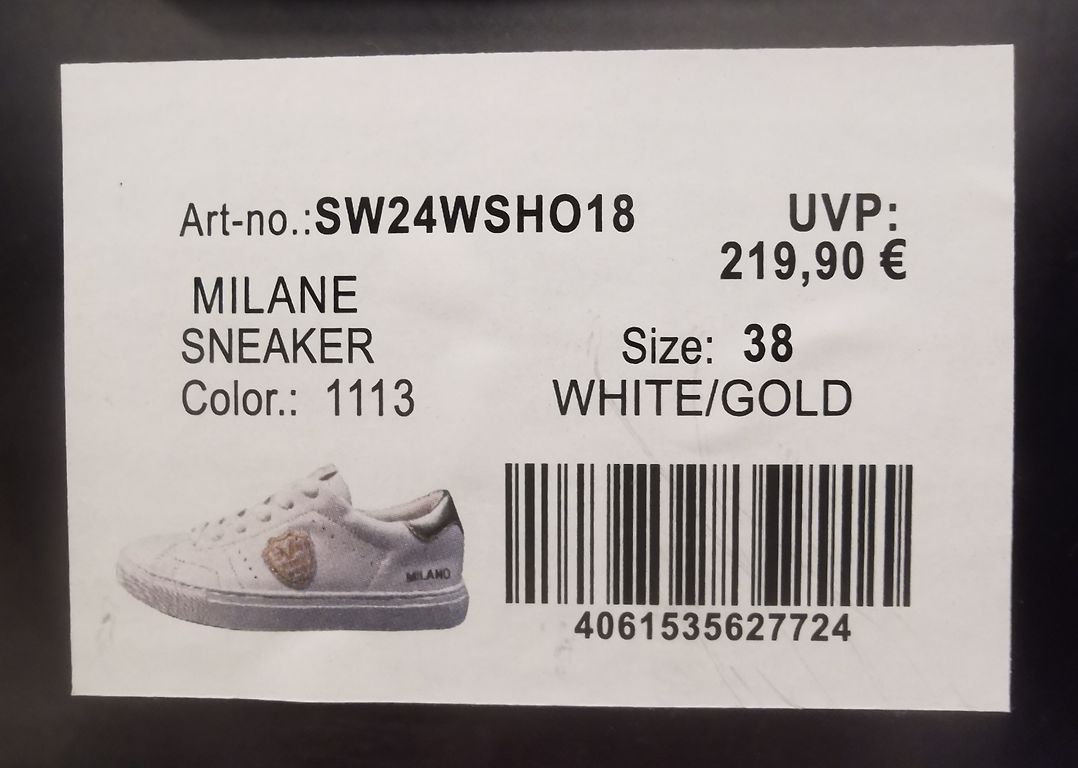 Art-no.:SW24WSHO18
UVP:
219,90 €
MILANE
SNEAKER
Size: 38
Color.: 1113
WHITE/GOLD
MILANO
4061535627724